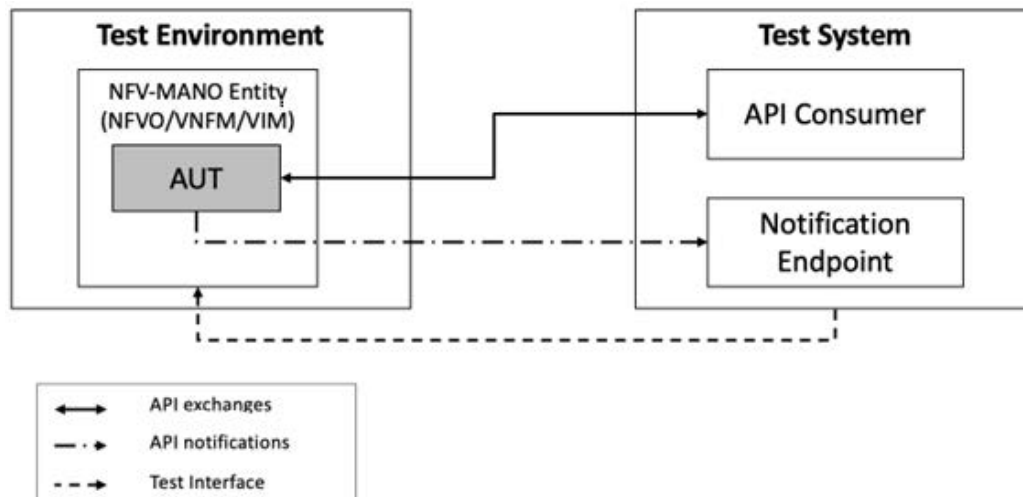 Test Environment
NFV-MANO Entity
(NFVO/VNFM/VIM)
AUT
Test System
API Consumer
Notification
Endpoint
API exchanges
API notifications
Test Interface